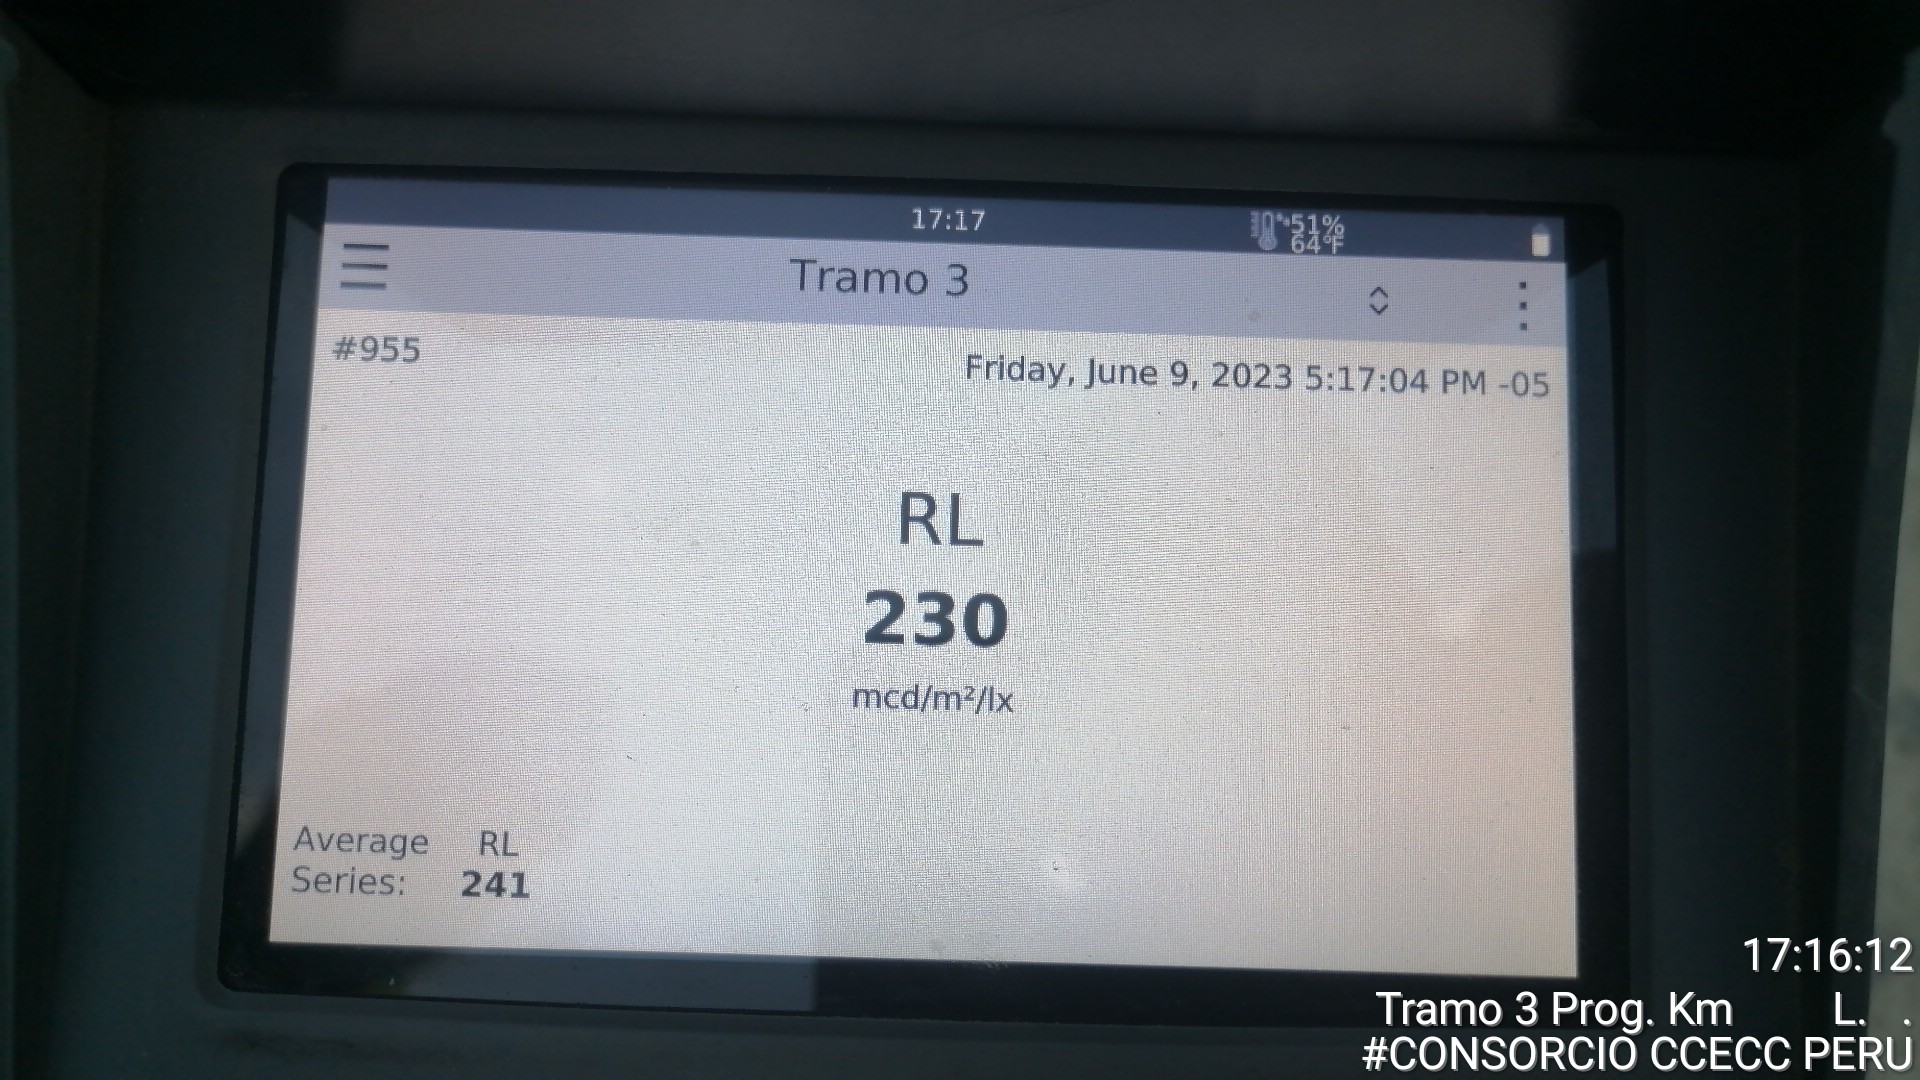 17:17
51%
64°F
Tramo 3
#955
Friday, June 9, 2023 5:17:04 PM -05
RL
230
mcd/m²/lx
Average RL
Series: 241
17:16:12
Tramo 3 Prog. Km L. .
#CONSORCIO CCECC PERU